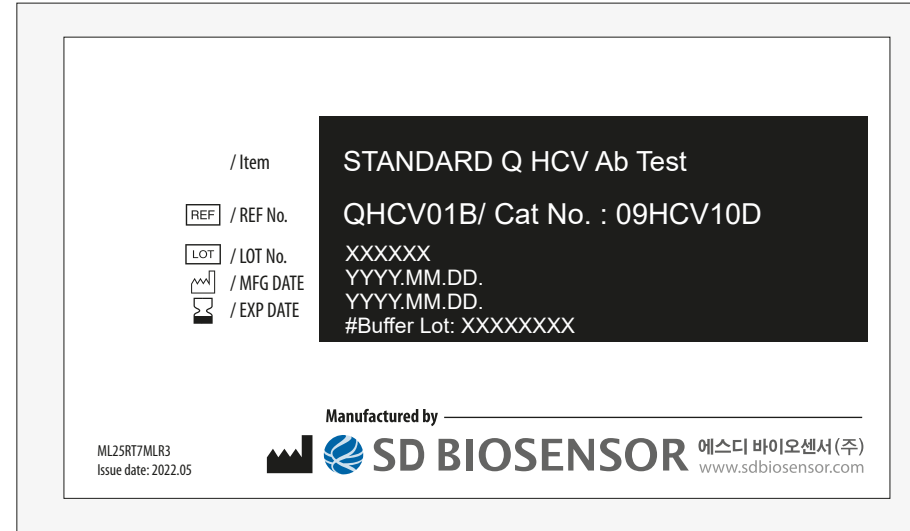 / Item STANDARD Q HCV Ab Test
REF / REF No. QHCV01B/ Cat No. : 09HCV10D
LOT / LOT No. XXXXXX
/ MFG DATE YYYY.MM.DD.
/ EXP DATE YYYY.MM.DD.
#Buffer Lot: XXXXXXXX
Manufactured by
ML25RT7MLR3
Issue date: 2022.05
SD BIOSENSOR
에스디 바이오센서(주)
www.sdbiosensor.com